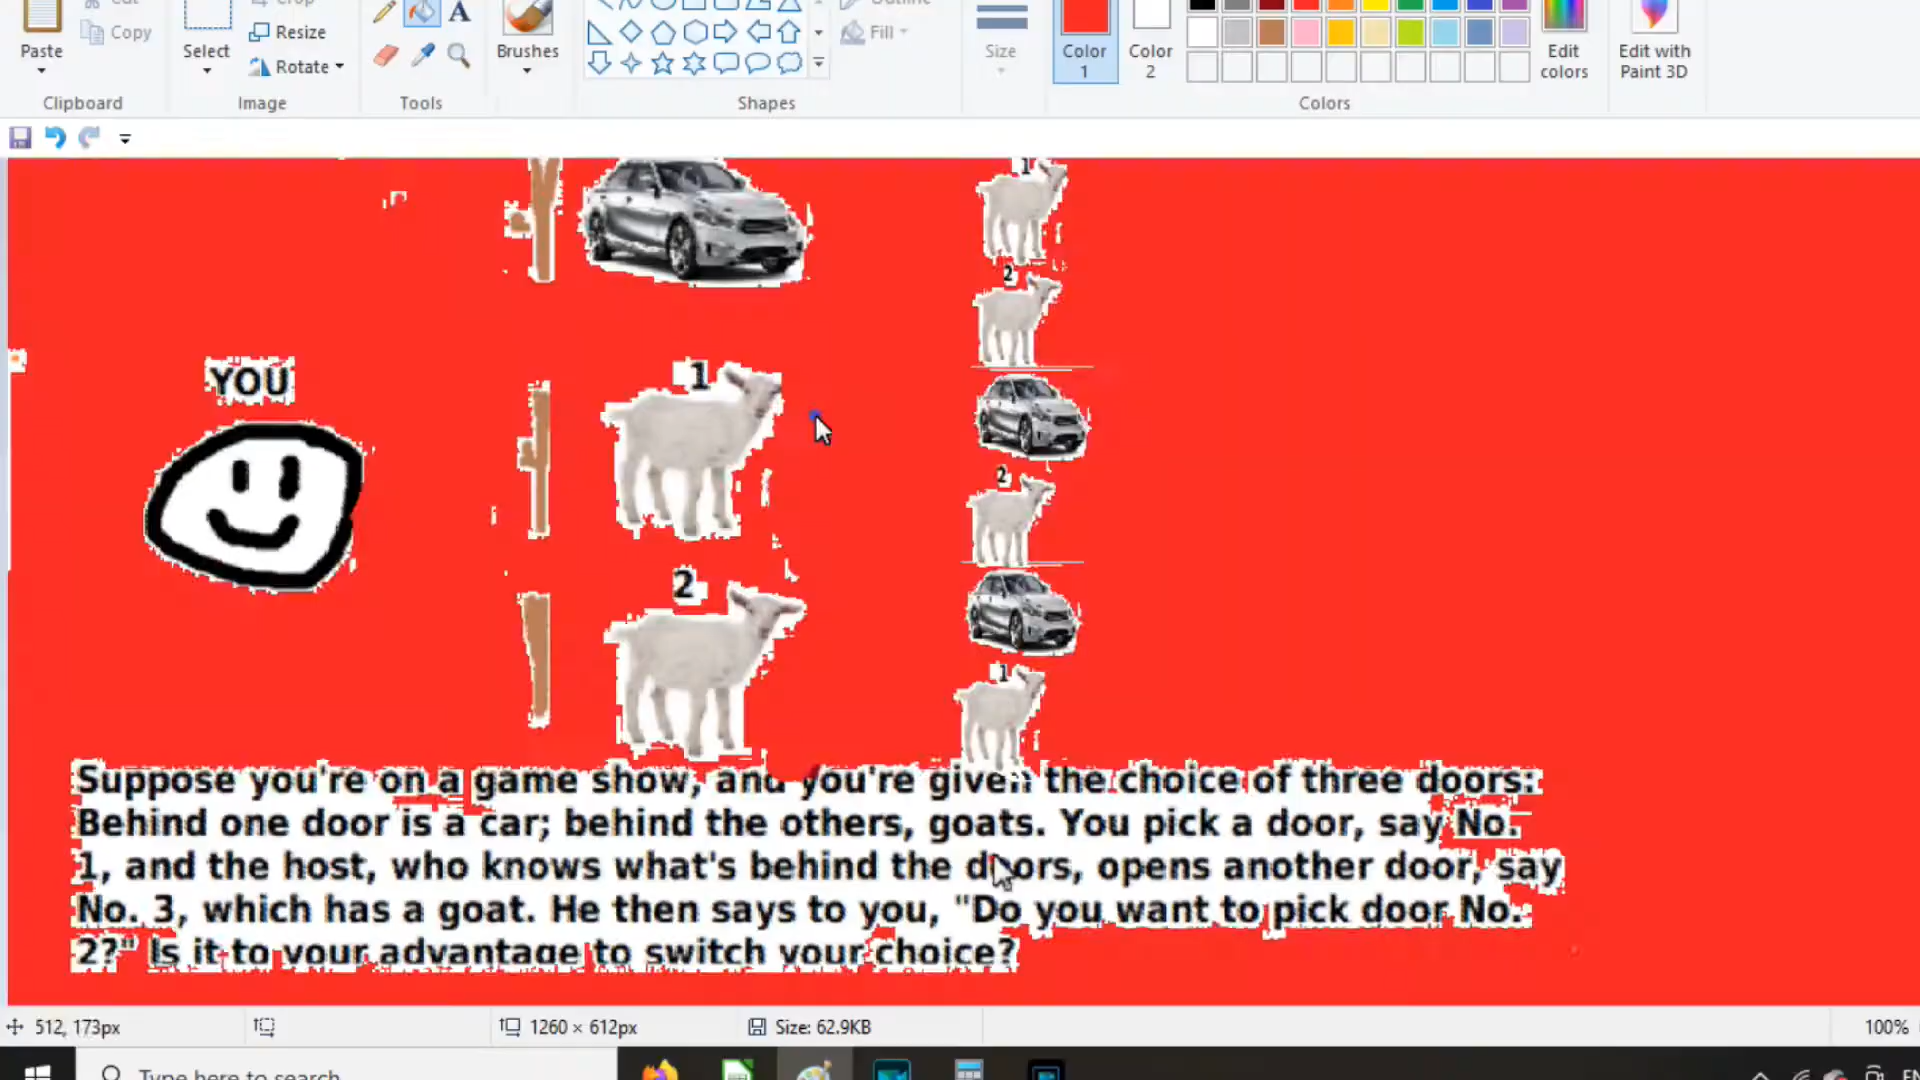 Cut
Crop
Outline
Paste
Copy
Select
Resize
Rotate
Brushes
Fill
Size
Color
1
Color
2
Edit
colors
Edit with
Paint 3D
Clipboard
Image
Tools
Shapes
Colors
1
2
YOU
1
2
2
1
Suppose you're on a game show, and you're given the choice of three doors:
Behind one door is a car; behind the others, goats. You pick a door, say No.
1, and the host, who knows what's behind the doors, opens another door, say
No. 3, which has a goat. He then says to you, "Do you want to pick door No.
2?" Is it to your advantage to switch your choice?
512, 173px
1260 × 612px
Size: 62.9KB
100%
Type here to search